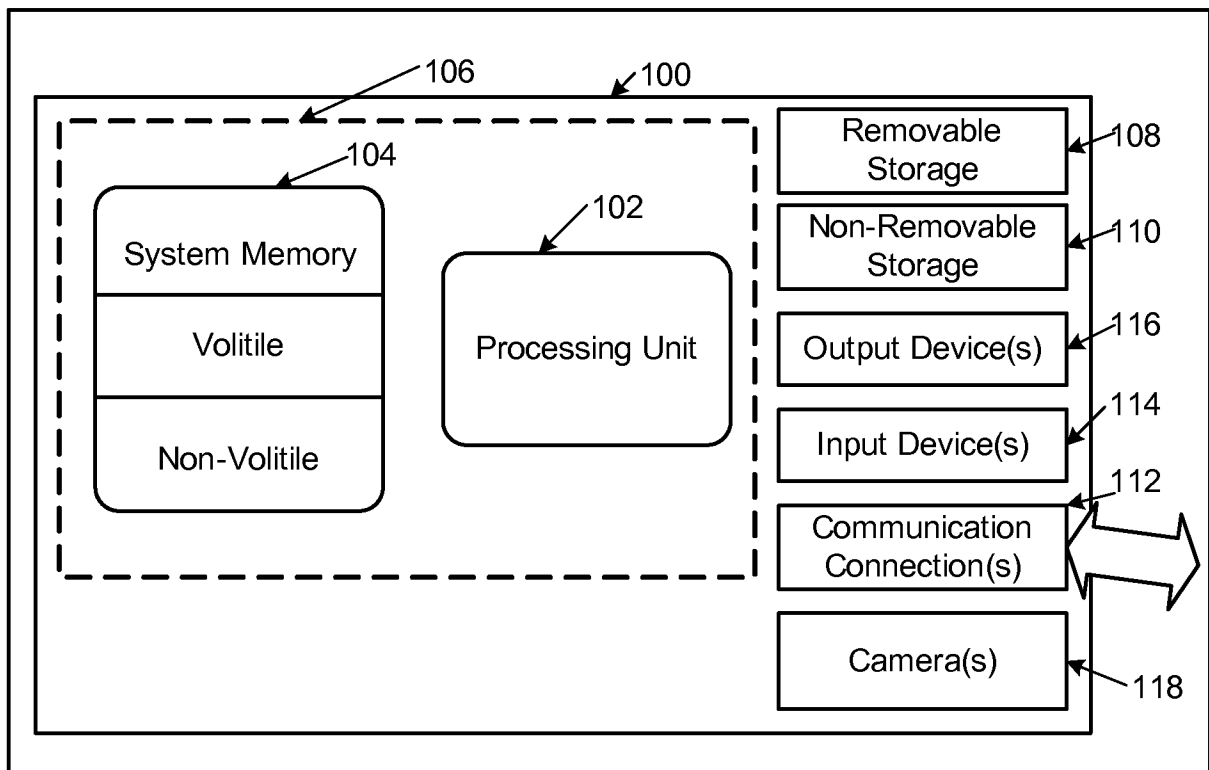 100
106
104
System Memory
Volitile
Non-Volitile
102
Processing Unit
Removable
Storage
108
Non-Removable
Storage
110
Output Device(s)
116
Input Device(s)
114
112
Communication
Connection(s)
Camera(s)
118